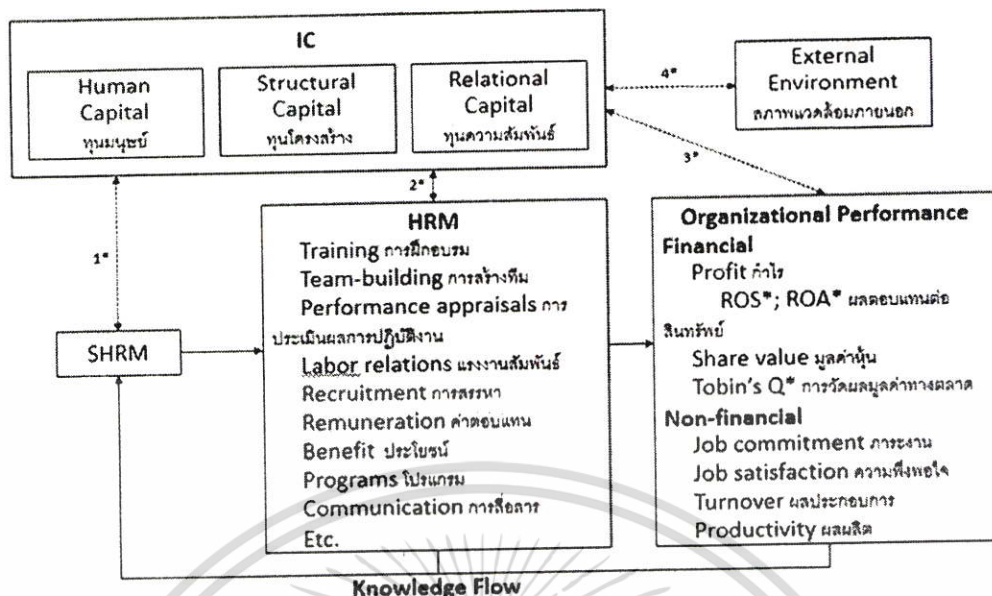 IC
Human
Capital
ทุนมนุษย์
Structural
Capital
ทุนโครงสร้าง
Relational
Capital
ทุนความสัมพันธ์
4*
External
Environment
สภาพแวดล้อมภายนอก
1*
2*
3*
SHRM
HRM
Training การฝึกอบรม
Team-building การสร้างทีม
Performance appraisals การ
ประเมินผลการปฏิบัติงาน
Labor relations แรงงานสัมพันธ์
Recruitment การสรรหา
Remuneration ค่าตอบแทน
Benefit ประโยชน์
Programs โปรแกรม
Communication การสื่อสาร
Etc.
Organizational Performance
Financial
Profit กำไร
ROS*; ROA* ผลตอบแทนต่อ
สินทรัพย์
Share value มูลค่าหุ้น
Tobin's Q* การวัดผลมูลค่าทางตลาด
Non-financial
Job commitment ภาระงาน
Job satisfaction ความพึงพอใจ
Turnover ผลประกอบการ
Productivity ผลผลิต
Knowledge Flow